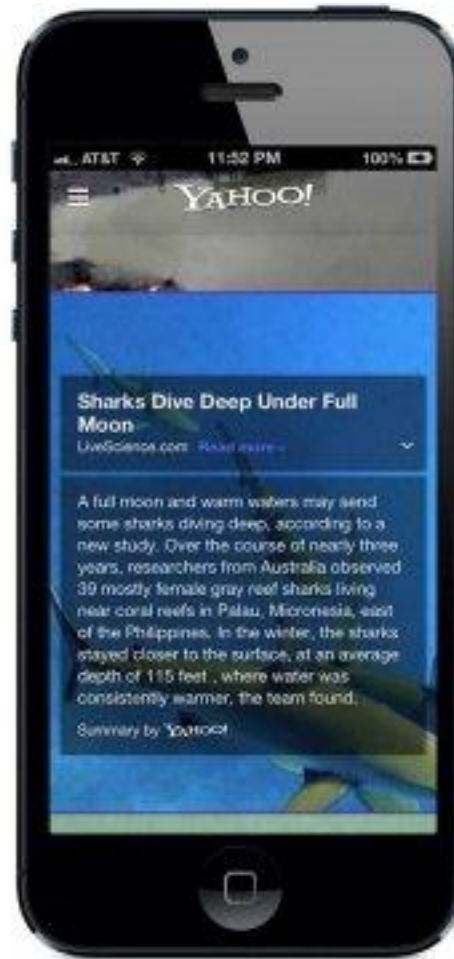 AT&T 11:52 PM 100%
YAHOO!
Sharks Dive Deep Under Full
Moon
LiveScience.com Read more »
A full moon and warm waters may send
some sharks diving deep, according to a
new study. Over the course of nearly three
years, researchers from Australia observed
39 mostly female gray reef sharks living
near coral reefs in Palau, Micronesia, east
of the Philippines. In the winter, the sharks
stayed closer to the surface, at an average
depth of 115 feet , where water was
consistently warmer, the team found.
Summary by YAHOO!